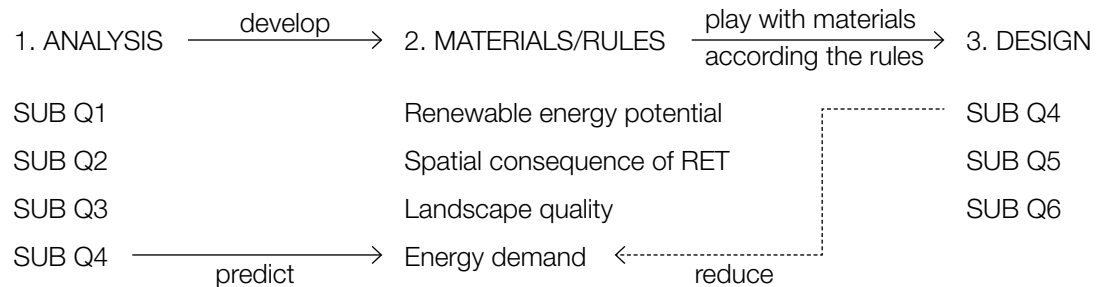 1. ANALYSIS
develop
2. MATERIALS/RULES
play with materials
according the rules
3. DESIGN
SUB Q1
Renewable energy potential
SUB Q4
SUB Q2
Spatial consequence of RET
SUB Q5
SUB Q3
Landscape quality
SUB Q6
SUB Q4
predict
Energy demand
reduce